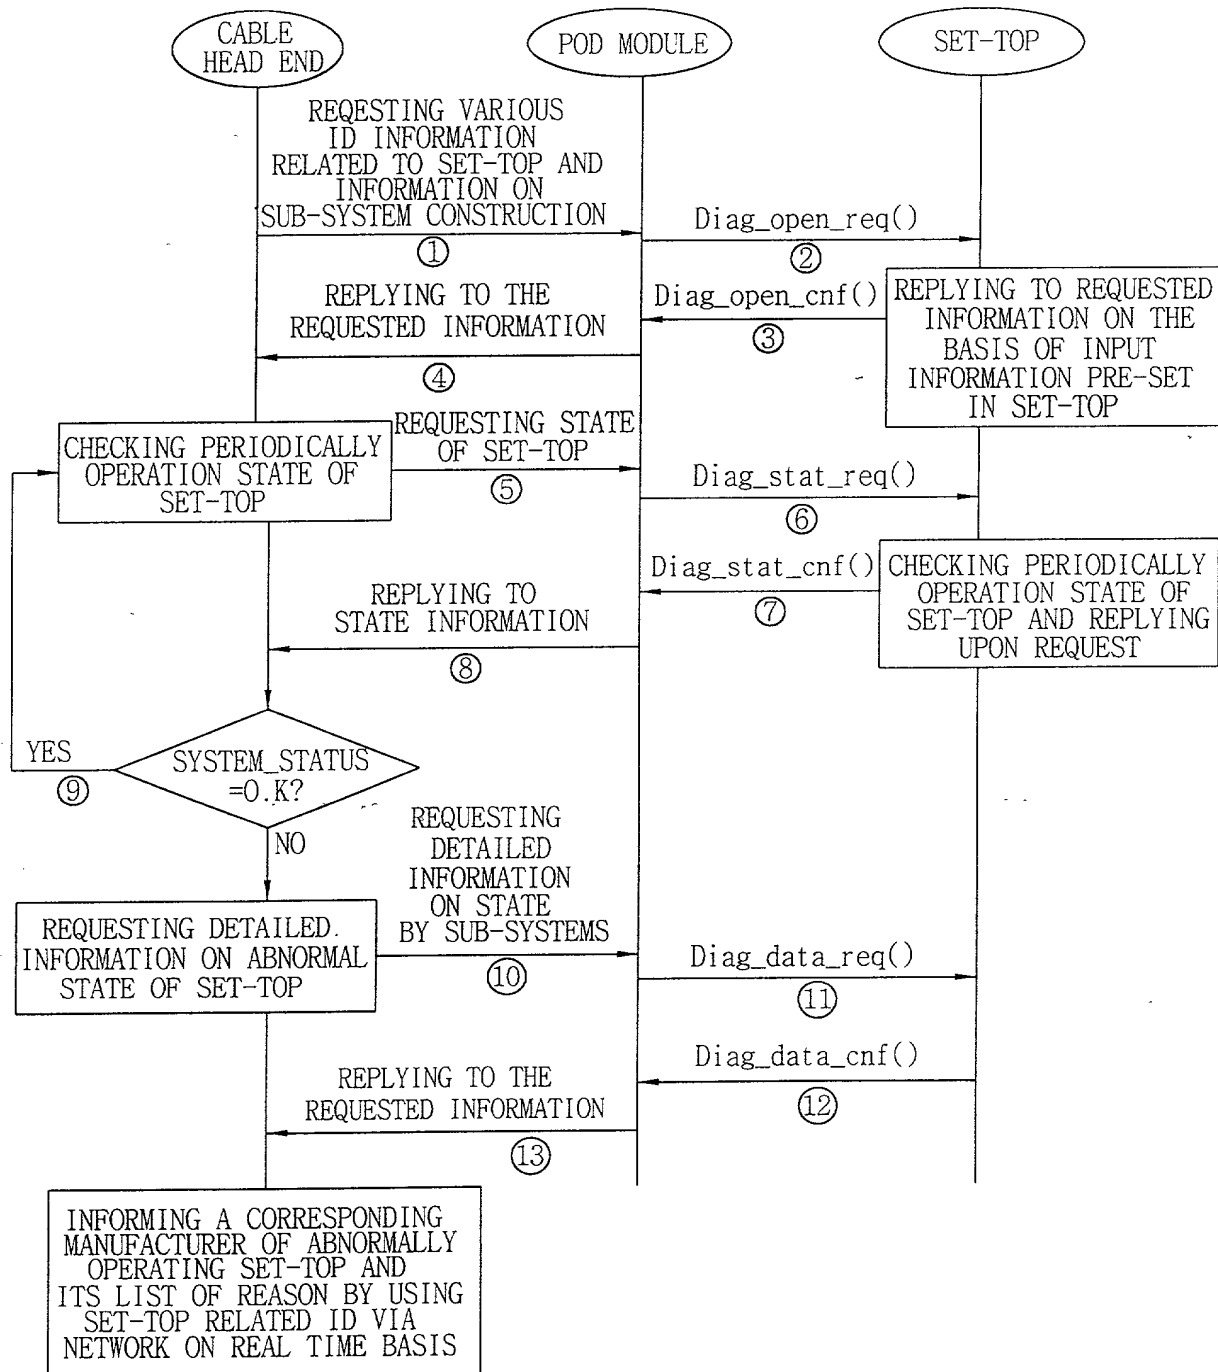 CABLE
HEAD END
POD MODULE
SET-TOP
REQESTING VARIOUS
ID INFORMATION
RELATED TO SET-TOP AND
INFORMATION ON
SUB-SYSTEM CONSTRUCTION
①
Diag_open_req()
②
REPLYING TO THE
REQUESTED INFORMATION
④
Diag_open_cnf()
③
REPLYING TO REQUESTED
INFORMATION ON THE
BASIS OF INPUT
INFORMATION PRE-SET
IN SET-TOP
CHECKING PERIODICALLY
OPERATION STATE OF
SET-TOP
REQUESTING STATE
OF SET-TOP
⑤
Diag_stat_req()
⑥
Diag_stat_cnf()
⑦
CHECKING PERIODICALLY
OPERATION STATE OF
SET-TOP AND REPLYING
UPON REQUEST
REPLYING TO
STATE INFORMATION
⑧
YES
⑨
SYSTEM_STATUS
=O.K?
NO
REQUESTING
DETAILED
INFORMATION
ON STATE
BY SUB-SYSTEMS
⑩
REQUESTING DETAILED.
INFORMATION ON ABNORMAL
STATE OF SET-TOP
Diag_data_req()
⑪
Diag_data_cnf()
⑫
REPLYING TO THE
REQUESTED INFORMATION
⑬
INFORMING A CORRESPONDING
MANUFACTURER OF ABNORMALLY
OPERATING SET-TOP AND
ITS LIST OF REASON BY USING
SET-TOP RELATED ID VIA
NETWORK ON REAL TIME BASIS